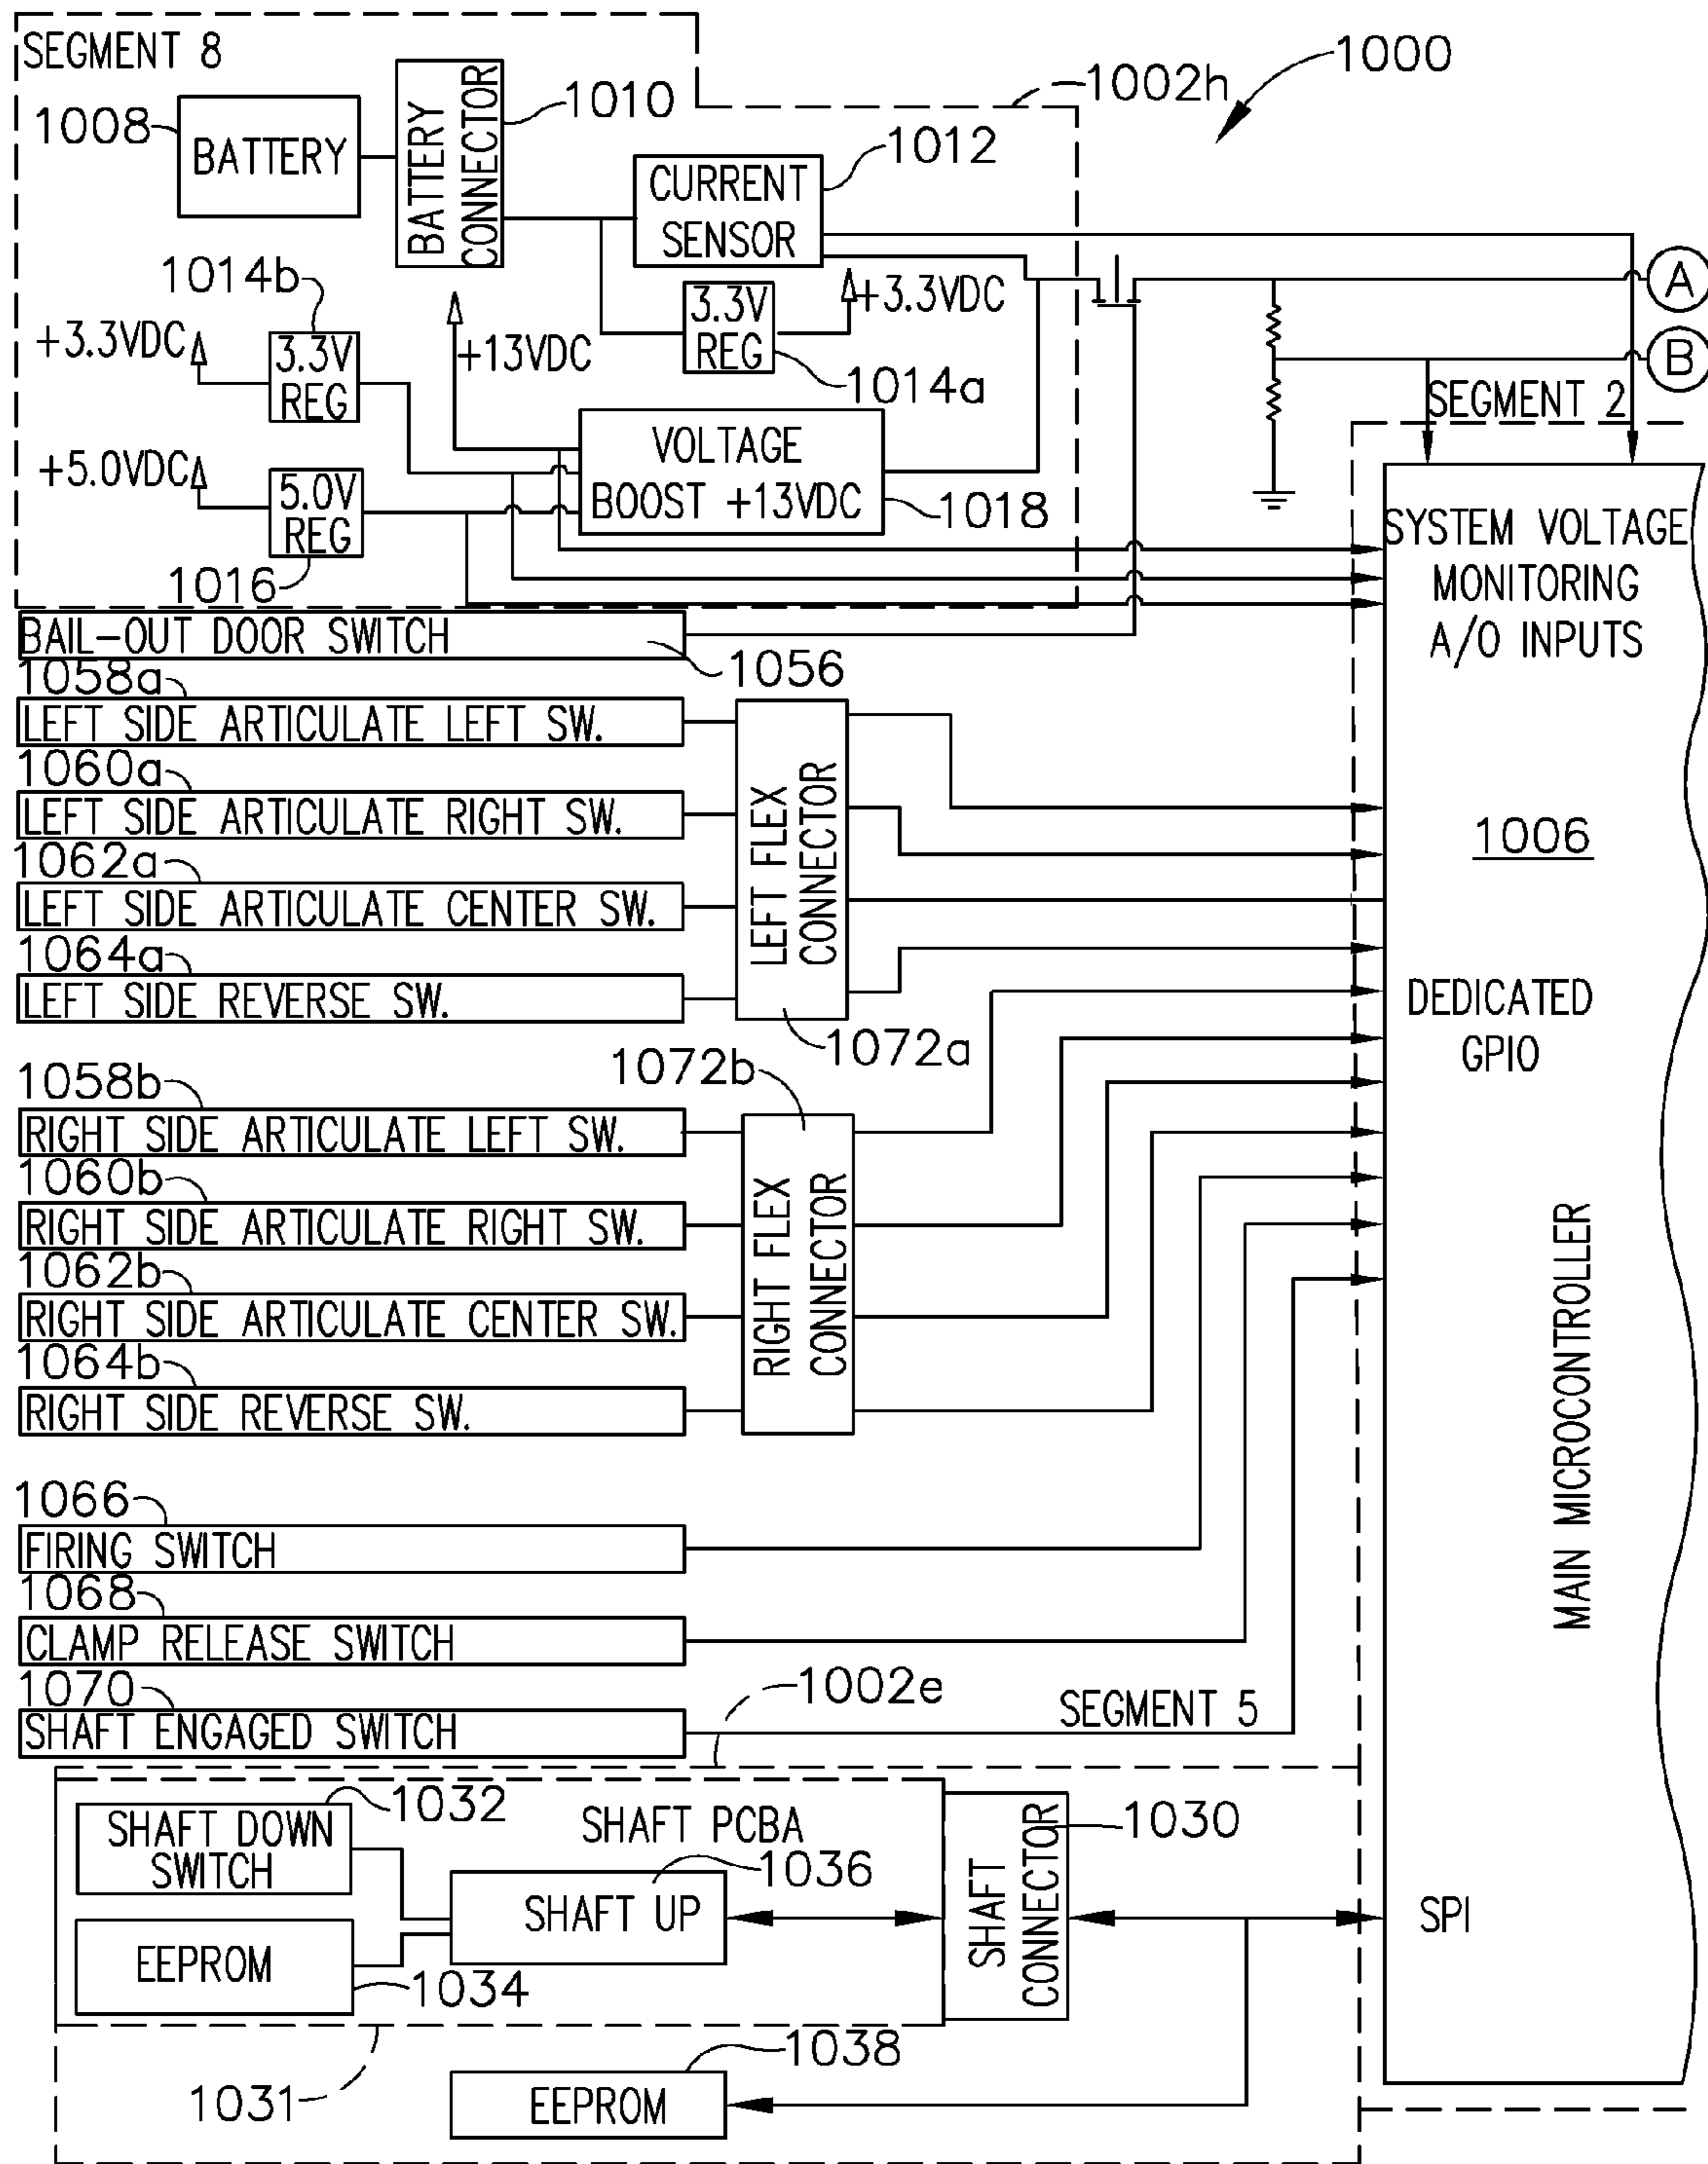 SEGMENT 8
1000
1002h
1008
BATTERY
BATTERY
CONNECTOR
1010
1012
CURRENT
SENSOR
1014b
+3.3VDC
3.3V
REG
+13VDC
3.3V
REG
+3.3VDC
1014a
A
B
SEGMENT 2
+5.0VDC
5.0V
REG
1016
VOLTAGE
BOOST +13VDC
1018
SYSTEM VOLTAGE
MONITORING
A/O INPUTS
BAIL-OUT DOOR SWITCH
1056
1058a
LEFT SIDE ARTICULATE LEFT SW.
1060a
LEFT SIDE ARTICULATE RIGHT SW.
1062a
LEFT SIDE ARTICULATE CENTER SW.
1064a
LEFT SIDE REVERSE SW.
LEFT FLEX
CONNECTOR
1072a
1006
DEDICATED
GPIO
1072b
1058b
RIGHT SIDE ARTICULATE LEFT SW.
1060b
RIGHT SIDE ARTICULATE RIGHT SW.
1062b
RIGHT SIDE ARTICULATE CENTER SW.
1064b
RIGHT SIDE REVERSE SW.
RIGHT FLEX
CONNECTOR
MAIN MICROCONTROLLER
1066
FIRING SWITCH
1068
CLAMP RELEASE SWITCH
1070
SHAFT ENGAGED SWITCH
1002e
SEGMENT 5
1032
SHAFT DOWN
SWITCH
SHAFT PCBA
1030
1036
SHAFT UP
SHAFT
CONNECTOR
SPI
EEPROM
1034
1038
1031
EEPROM